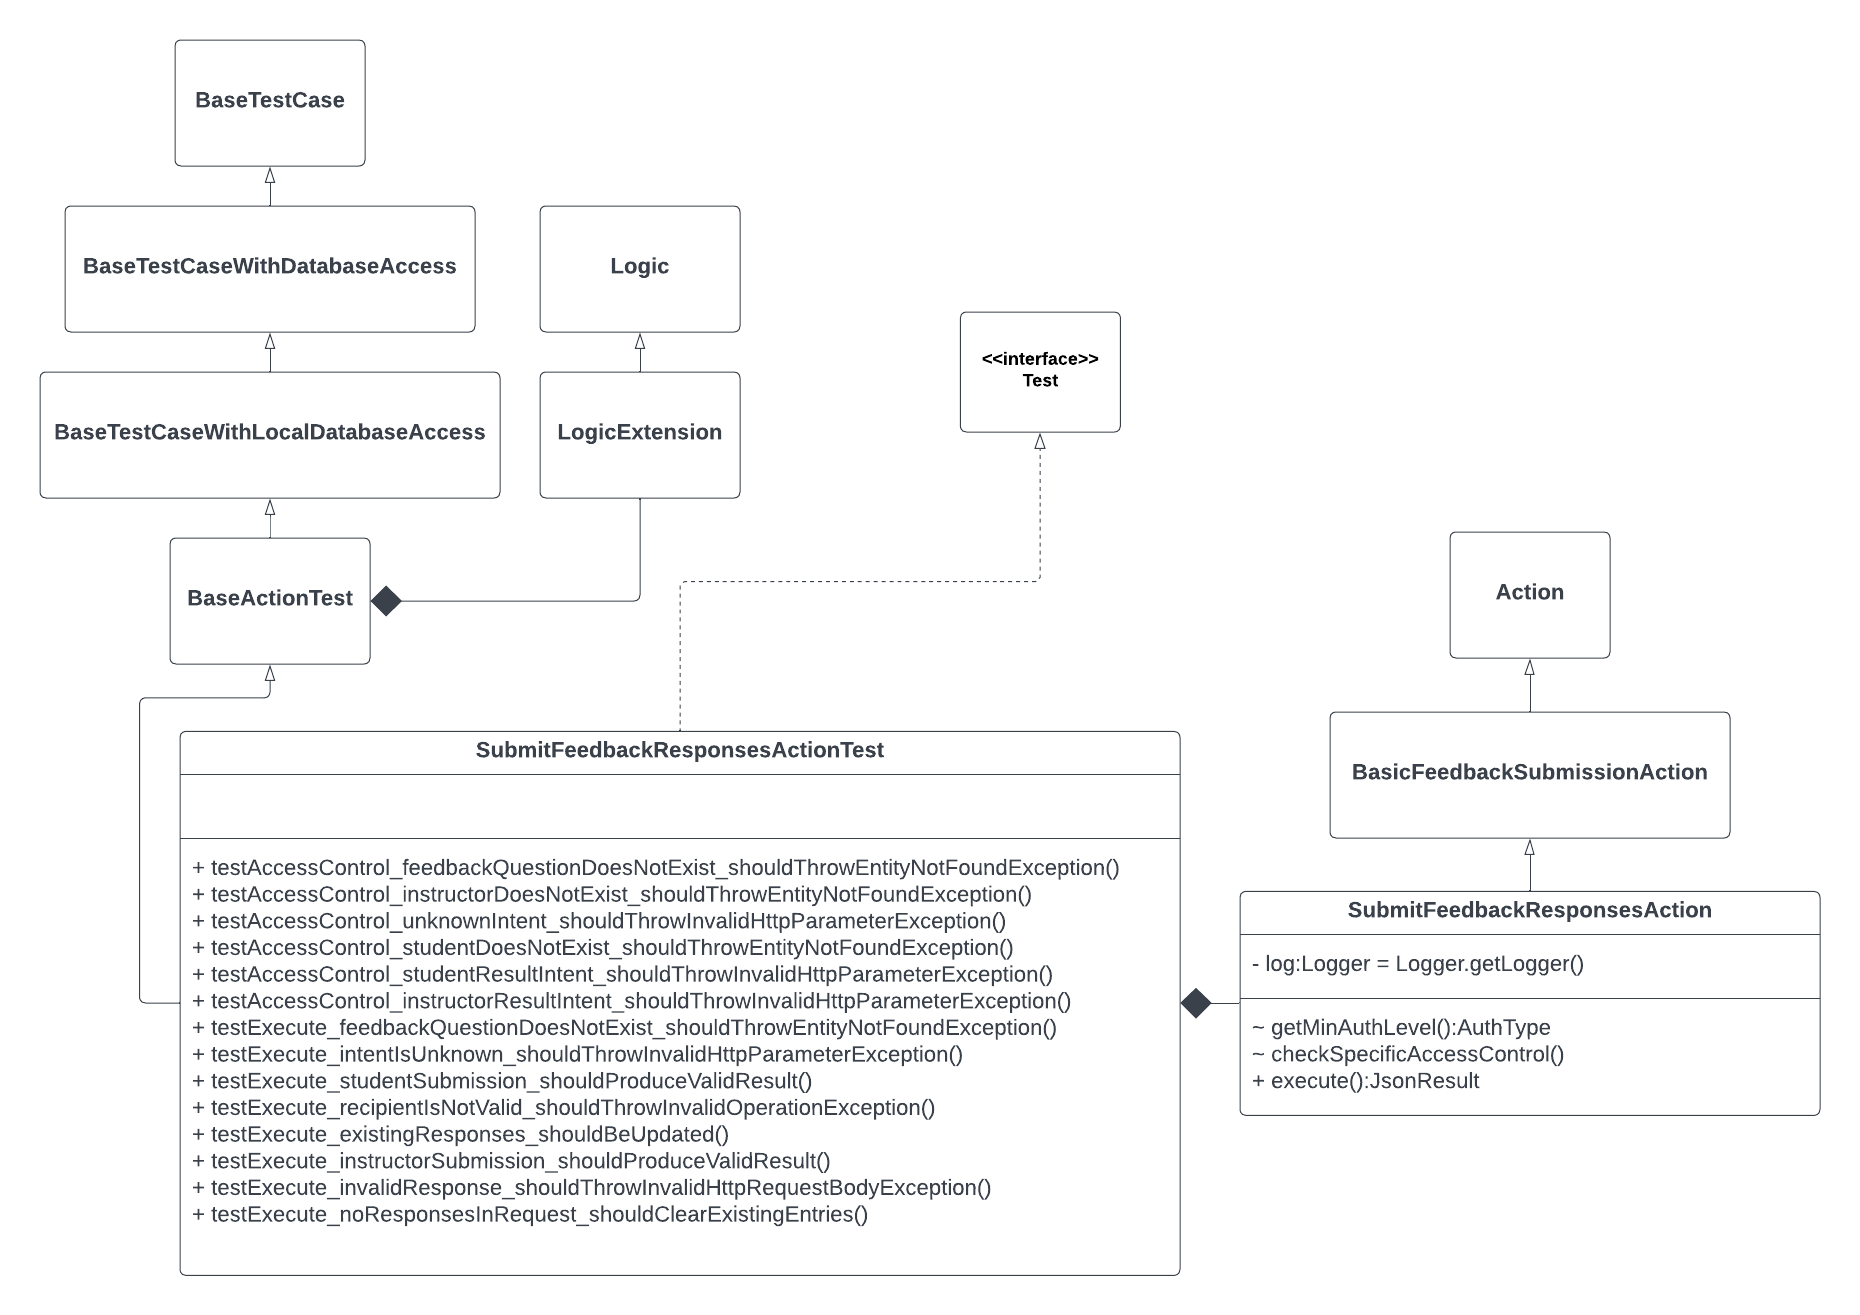 BaseTestCase
BaseTestCaseWithDatabaseAccess
Logic
<<interface>>
Test
BaseTestCaseWithLocalDatabaseAccess
LogicExtension
BaseActionTest
Action
BasicFeedbackSubmissionAction
SubmitFeedbackResponsesActionTest
+ testAccessControl_feedbackQuestionDoesNotExist_shouldThrowEntityNotFoundException()
+ testAccessControl_instructorDoesNotExist_shouldThrowEntityNotFoundException()
+ testAccessControl_unknownIntent_shouldThrowInvalidHttpParameterException()
+ testAccessControl_studentDoesNotExist_shouldThrowEntityNotFoundException()
+ testAccessControl_studentResultIntent_shouldThrowInvalidHttpParameterException()
+ testAccessControl_instructorResultIntent_shouldThrowInvalidHttpParameterException()
+ testExecute_feedbackQuestionDoesNotExist_shouldThrowEntityNotFoundException()
+ testExecute_intentIsUnknown_shouldThrowInvalidHttpParameterException()
+ testExecute_studentSubmission_shouldProduceValidResult()
+ testExecute_recipientIsNotValid_shouldThrowInvalidOperationException()
+ testExecute_existingResponses_shouldBeUpdated()
+ testExecute_instructorSubmission_shouldProduceValidResult()
+ testExecute_invalidResponse_shouldThrowInvalidHttpRequestBodyException()
+ testExecute_noResponsesInRequest_shouldClearExistingEntries()
SubmitFeedbackResponsesAction
- log:Logger = Logger.getLogger()
~ getMinAuthLevel():AuthType
~ checkSpecificAccessControl()
+ execute():JsonResult